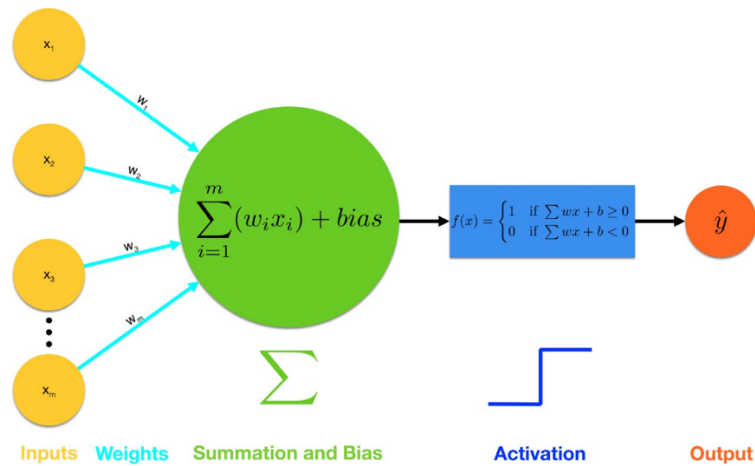 x₁
w₁
x₂
w₂
x₃
w₃
xₘ
wₘ
m
∑(wᵢxᵢ) + bias
i=1
f(x) = {1 if ∑ wx + b ≥ 0
0 if ∑ wx + b < 0
ŷ
∑
Inputs Weights Summation and Bias Activation Output